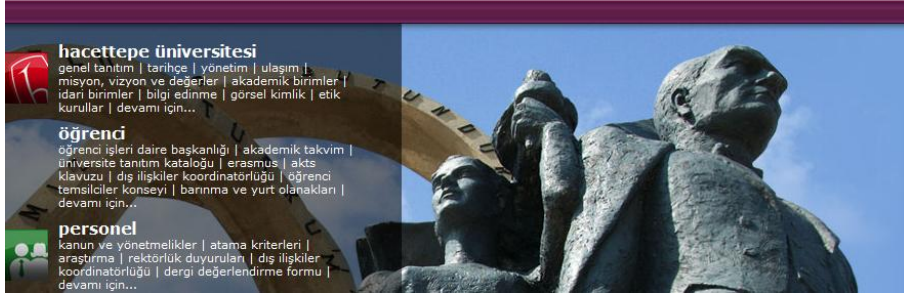 hacettepe üniversitesi
genel tanıtım | tarihçe | yönetim | ulaşım |
misyon, vizyon ve değerler | akademik birimler |
idari birimler | bilgi edinme | görsel kimlik | etik
kurullar | devamı için...
öğrenci
öğrenci işleri daire başkanlığı | akademik takvim |
üniversite tanıtım kataloğu | erasmus | akts
klavuzu | dış ilişkiler koordinatörlüğü | öğrenci
temsilciler konseyi | barınma ve yurt olanakları |
devamı için...
personel
kanun ve yönetmelikler | atama kriterleri |
araştırma | rektörlük duyuruları | dış ilişkiler
koordinatörlüğü | dergi değerlendirme formu |
devamı için...